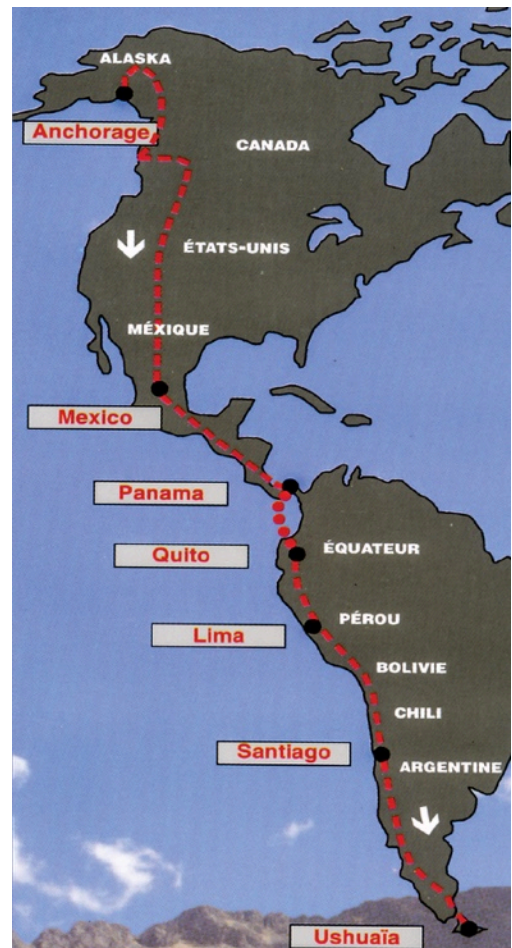 ALASKA
Anchorage
CANADA
ÉTATS-UNIS
MÉXIQUE
Mexico
Panama
Quito
ÉQUATEUR
PÉROU
Lima
BOLIVIE
CHILI
Santiago
ARGENTINE
Ushuaïa